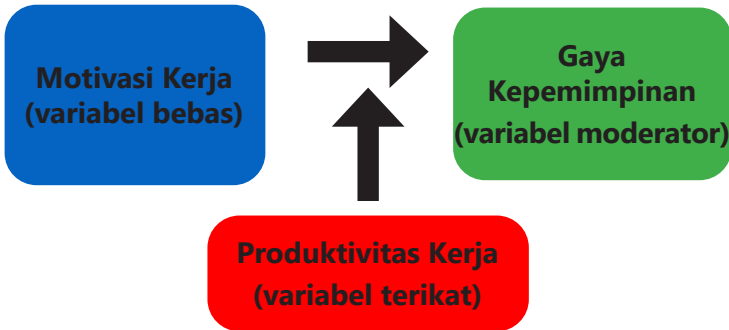 Motivasi Kerja
(variabel bebas)
Gaya
Kepemimpinan
(variabel moderator)
Produktivitas Kerja
(variabel terikat)